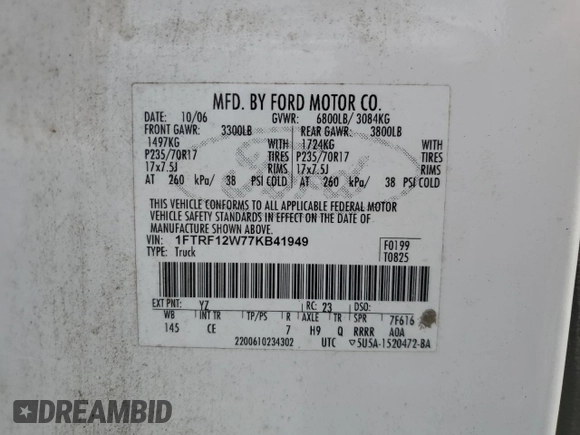 MFD. BY FORD MOTOR CO.
DATE: 10/06 GVWR: 6800LB/ 3084KG
FRONT GAWR: 3300LB REAR GAWR: 3800LB
1497KG WITH 1724KG WITH
P235/70R17 TIRES P235/70R17 TIRES
17x7.5J RIMS 17x7.5J RIMS
AT 260 kPa/ 38 PSI COLD AT 260 kPa/ 38 PSI COLD
THIS VEHICLE CONFORMS TO ALL APPLICABLE FEDERAL MOTOR
VEHICLE SAFETY STANDARDS IN EFFECT ON THE DATE OF
MANUFACTURE SHOWN ABOVE.
VIN: 1FTRF12W77KB41949 F0199
TYPE: Truck T0825
EXT PNT: YZ RC: 23 DSO:
WB INT TR TP/PS R AXLE TR SPR 7F616
145 CE 7 H9 Q RRRR A0A
2200610234302 UTC ▽5U5A-1520472-BA
DREAMBID